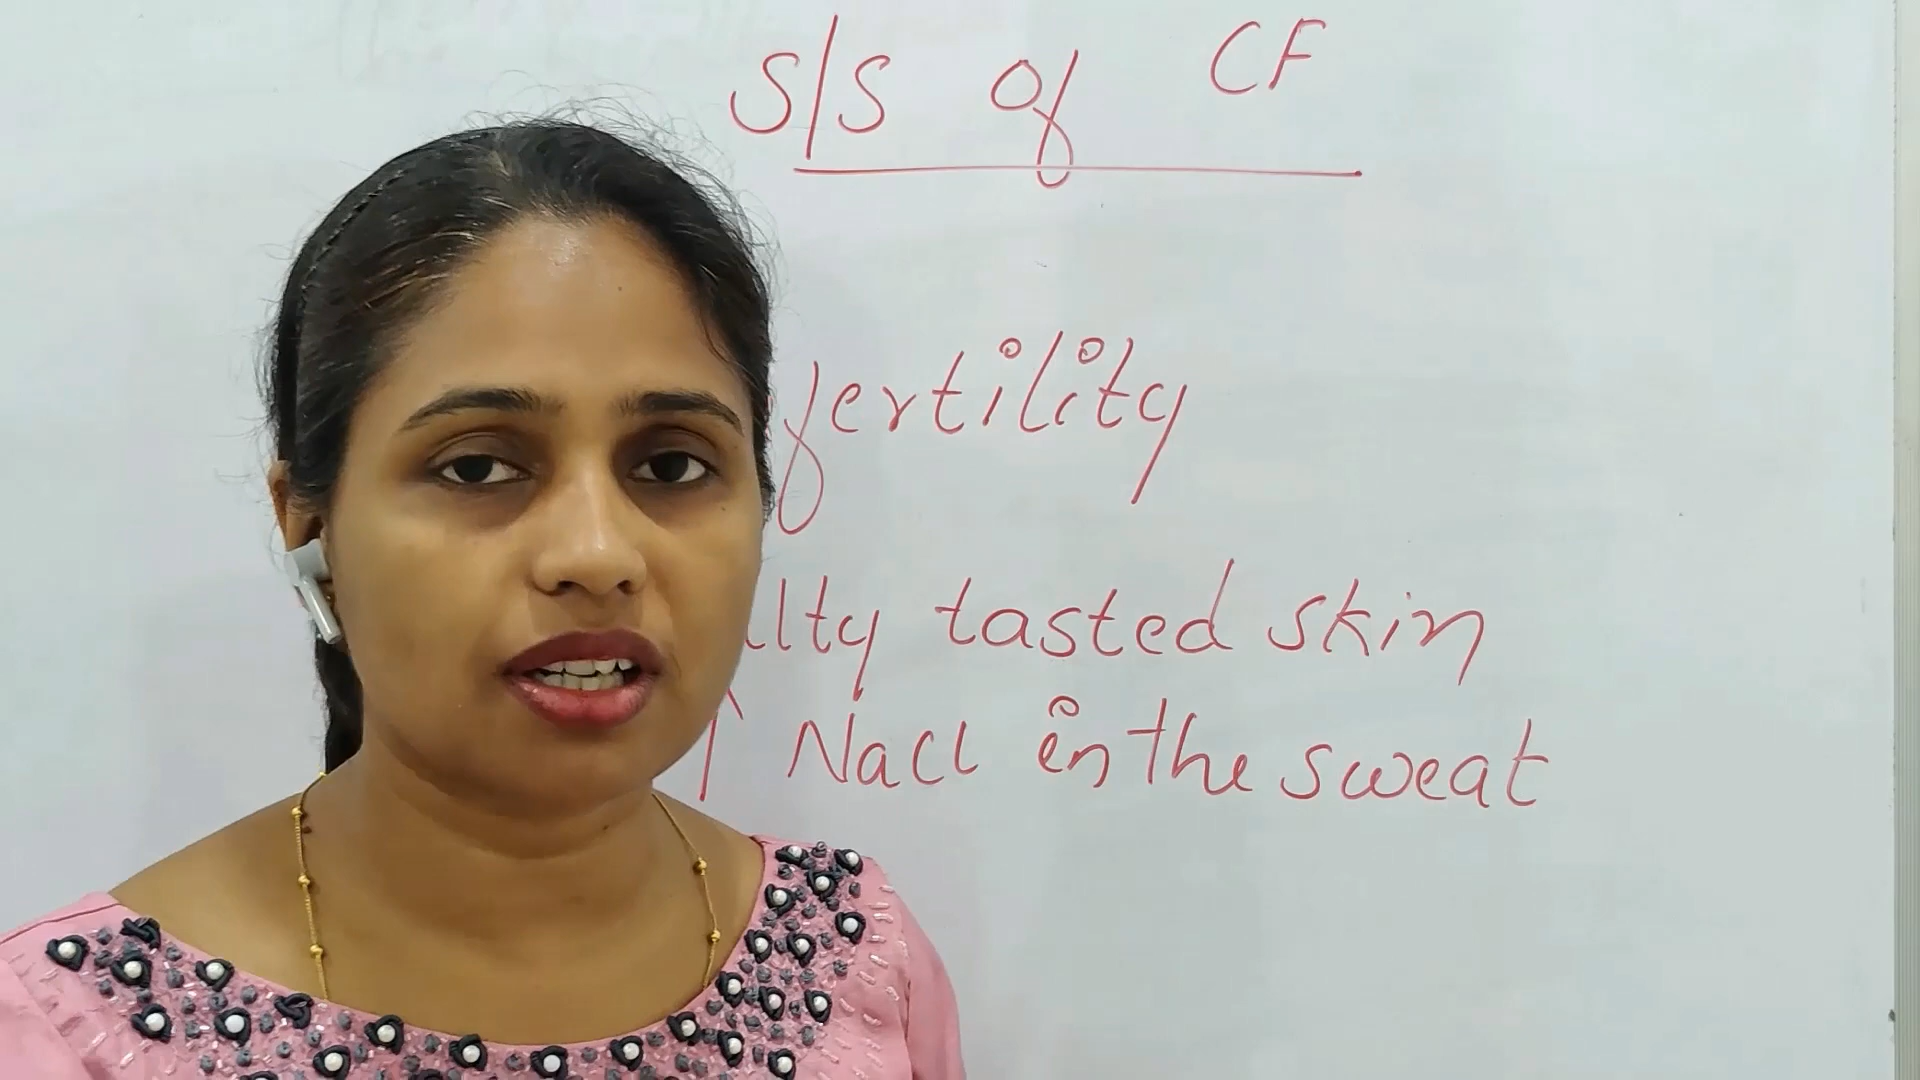 S/S of CF
fertility
lty tasted skin
↑ NaCl in the sweat